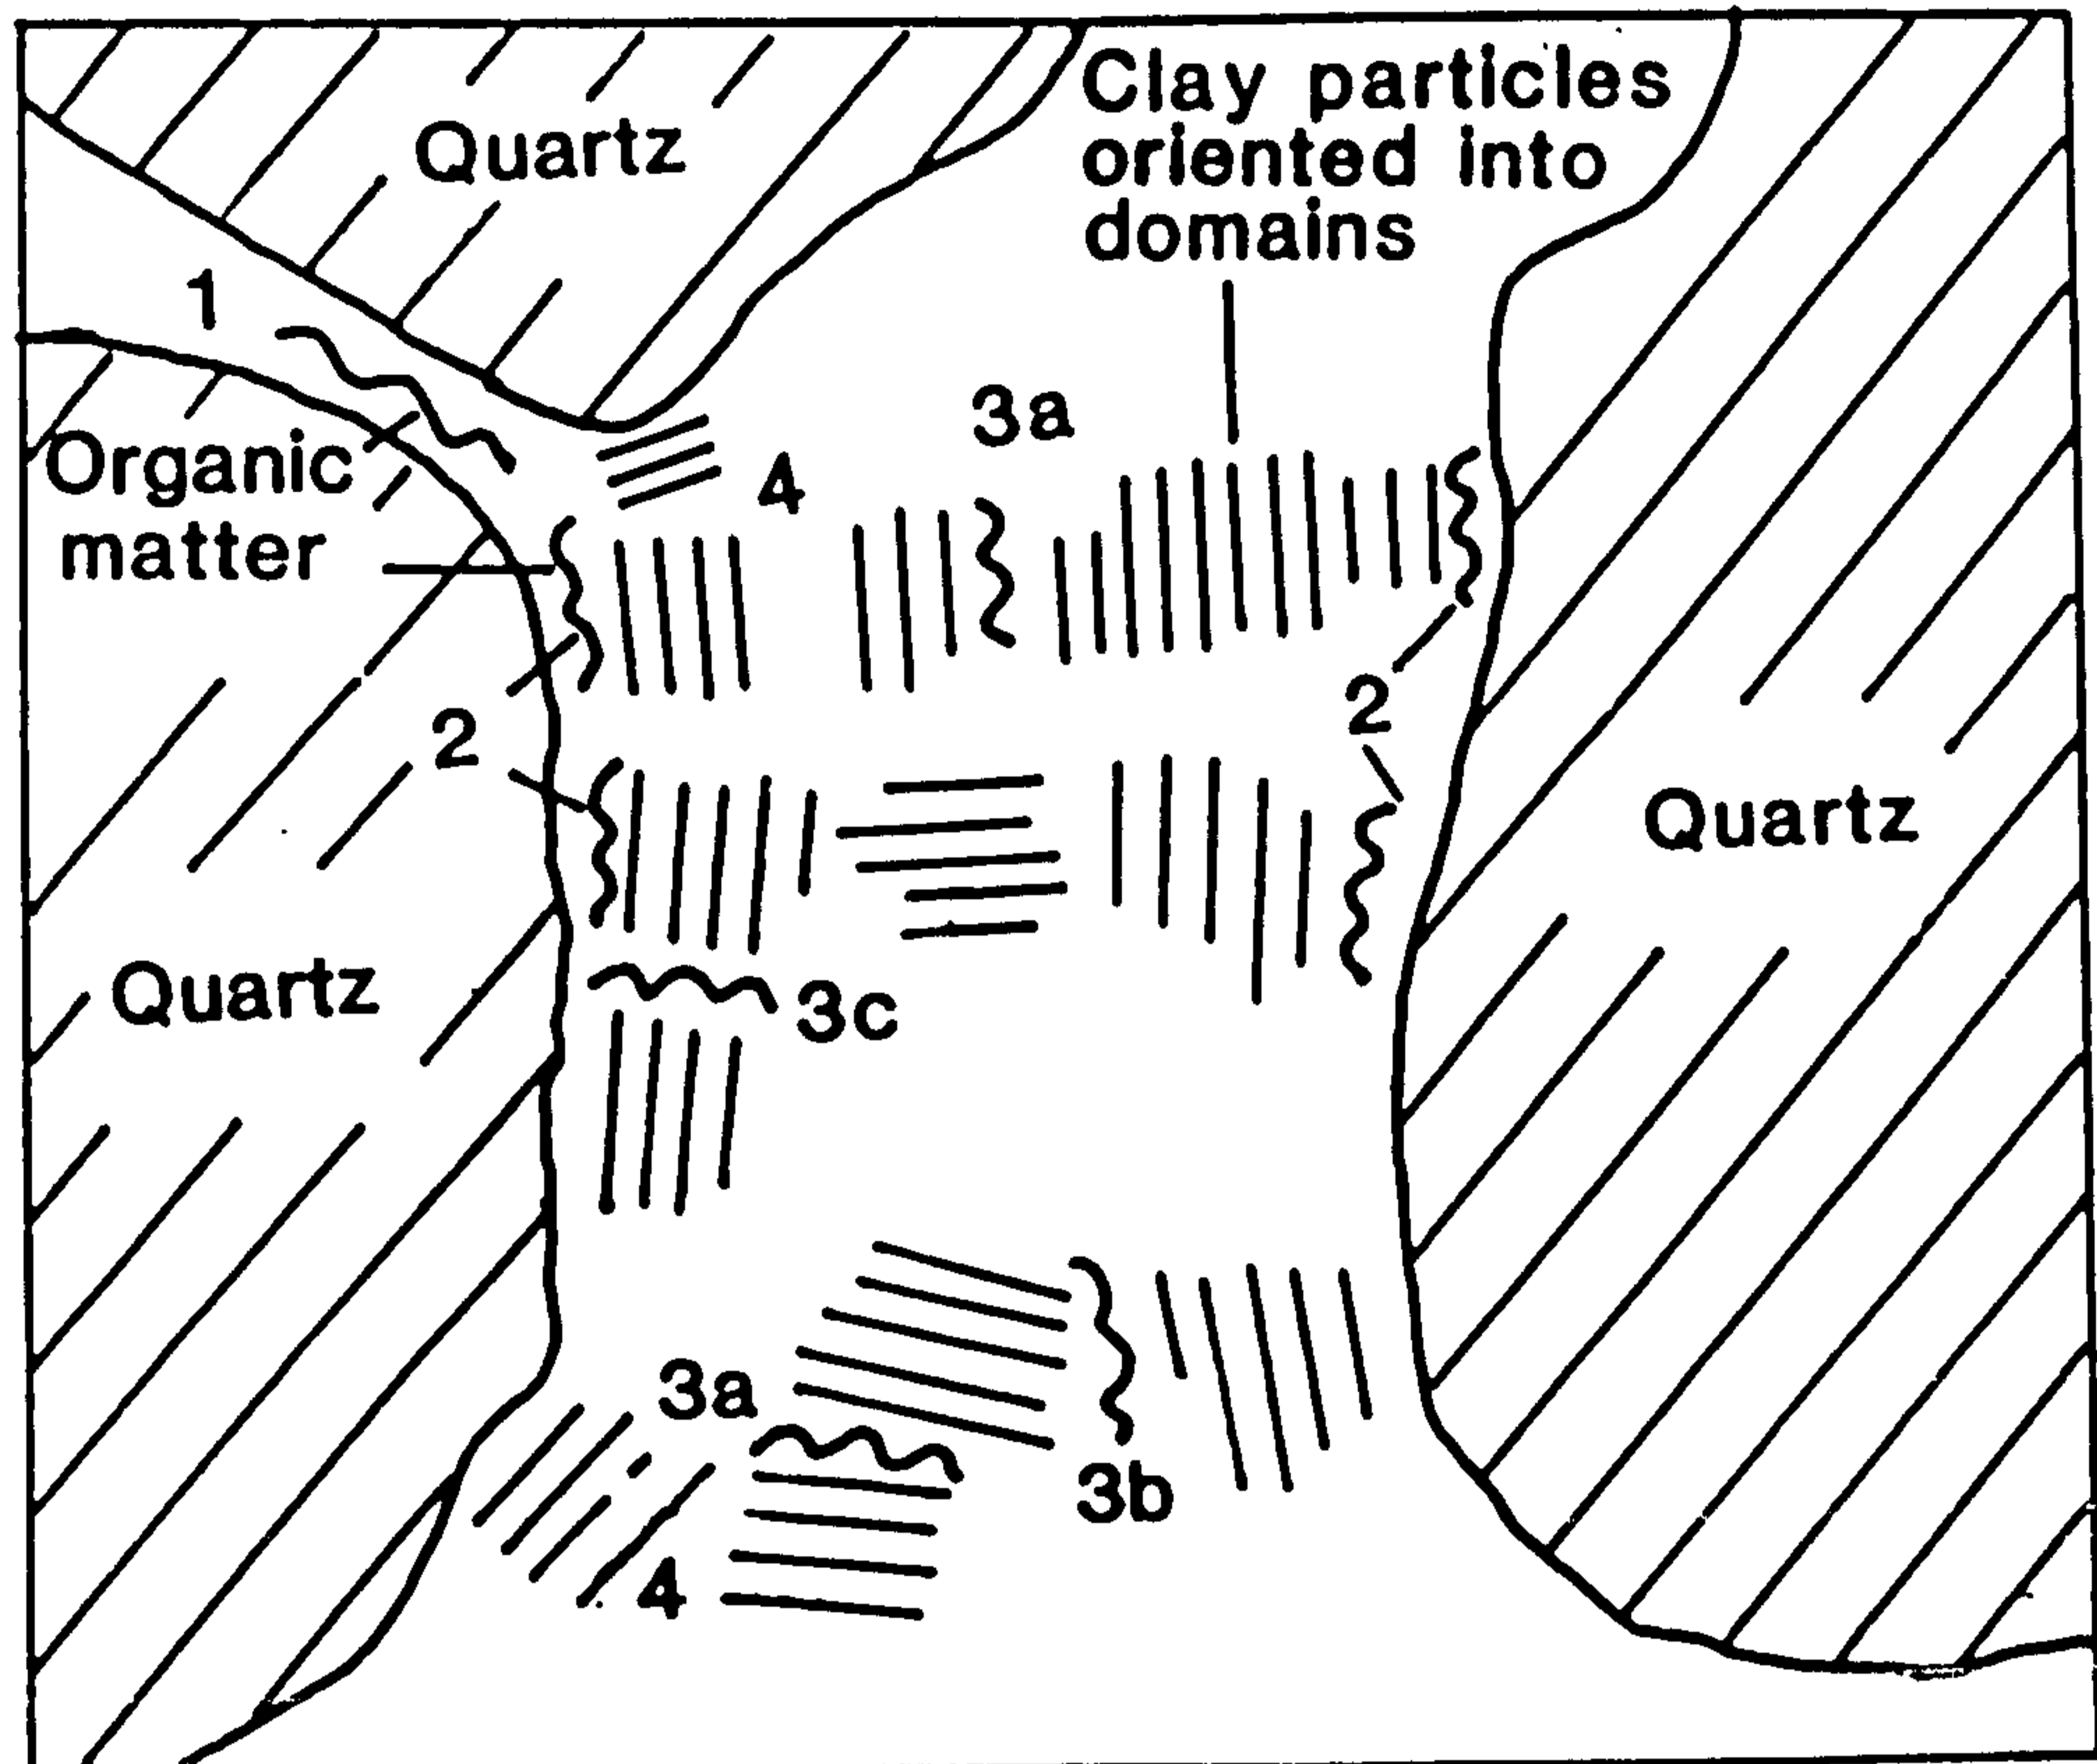 Clay particles
oriented into
domains
Quartz
1
3a
Organic
matter
4
2
2
Quartz
Quartz
3c
3a
3b
4